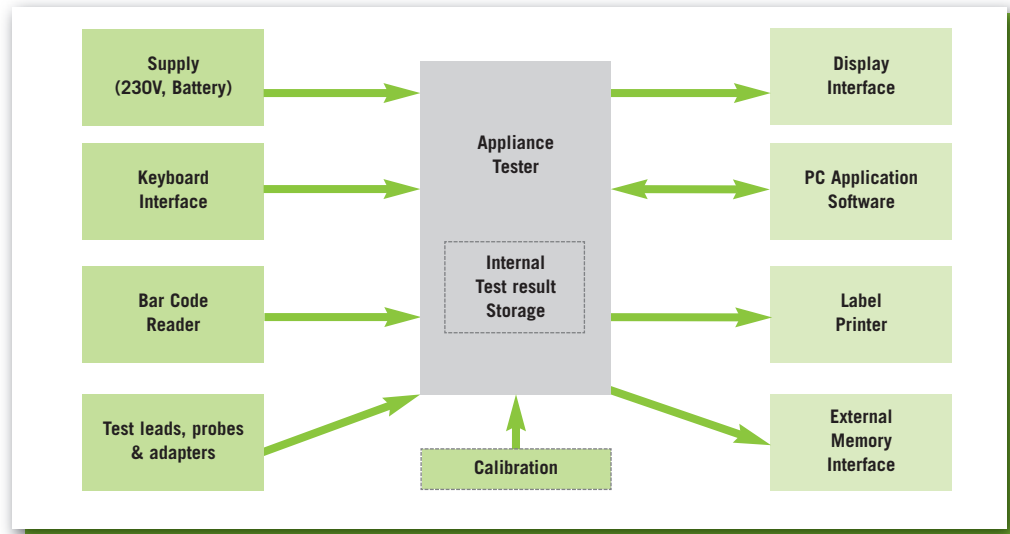 Supply
(230V, Battery)
Keyboard
Interface
Bar Code
Reader
Test leads, probes
& adapters
Appliance
Tester
Internal
Test result
Storage
Calibration
Display
Interface
PC Application
Software
Label
Printer
External
Memory
Interface